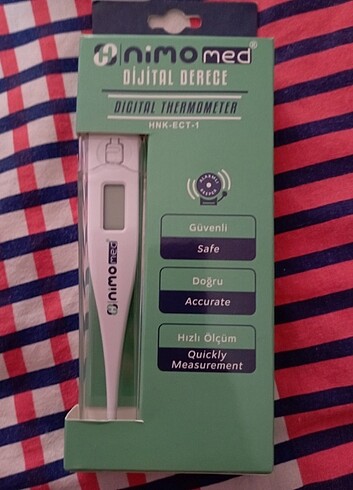 nimomed®
DİJİTAL DERECE
DIGITAL THERMOMETER
HNK-ECT-1
Güvenli
Safe
Doğru
Accurate
Hızlı Ölçüm
Quickly
Measurement
nimomed